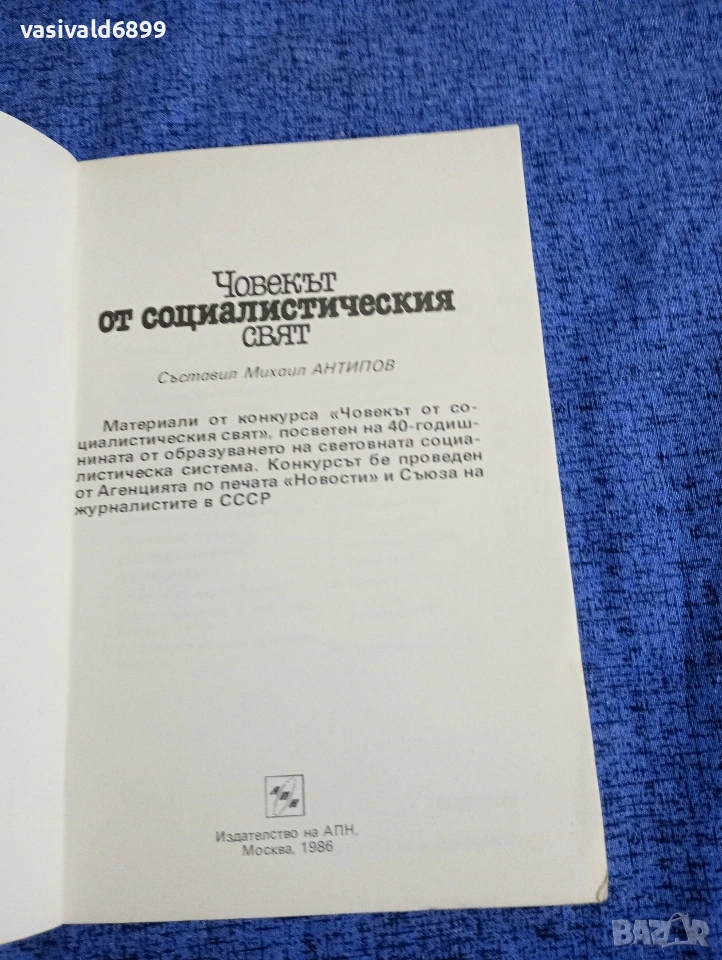 vasivald6899
Човекът
от социалистическия
свят
Съставил Михаил АНТИПОВ
Материали от конкурса «Човекът от со-
циалистическия свят», посветен на 40-годиш-
нината от образуването на световната социа-
листическа система. Конкурсът бе проведен
от Агенцията по печата «Новости» и Съюза на
журналистите в СССР
АПН
Издателство на АПН,
Москва, 1986
BAZAR